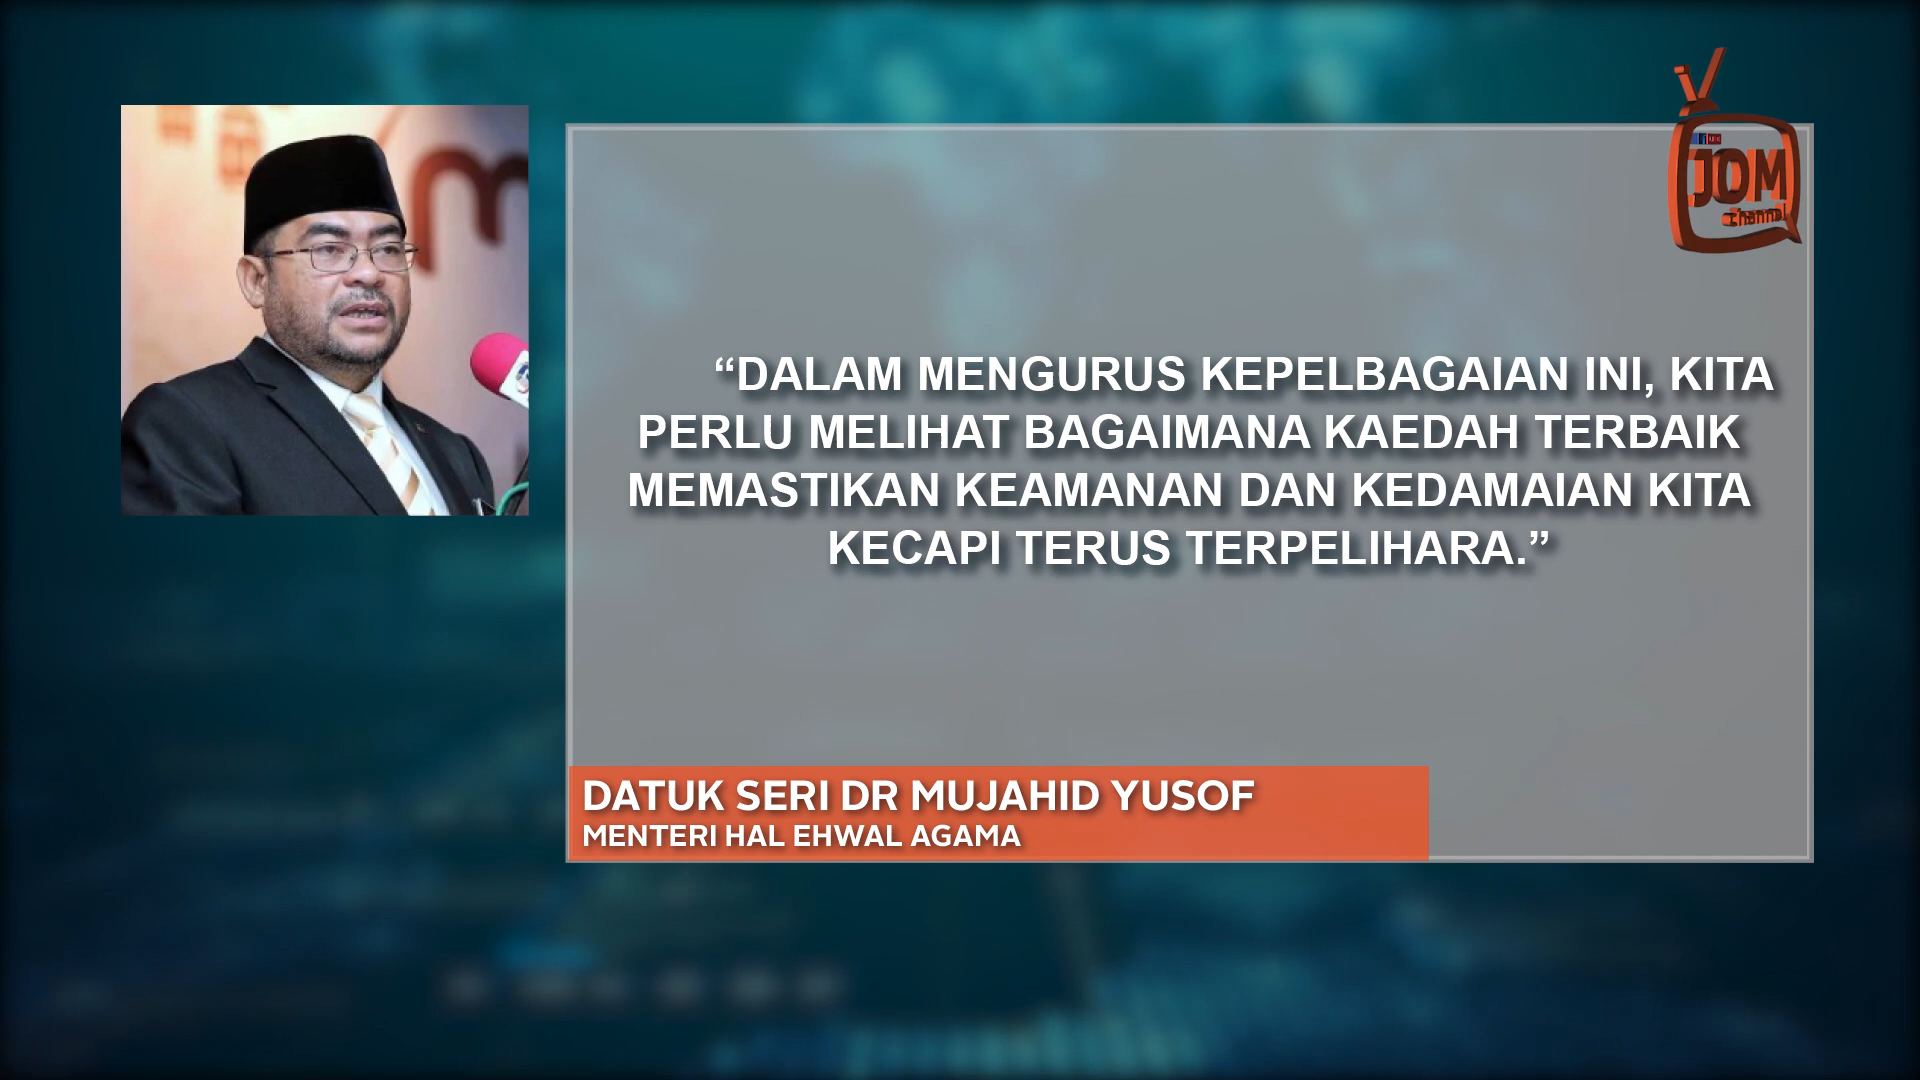 JOM
channel
“DALAM MENGURUS KEPELBAGAIAN INI, KITA
PERLU MELIHAT BAGAIMANA KAEDAH TERBAIK
MEMASTIKAN KEAMANAN DAN KEDAMAIAN KITA
KECAPI TERUS TERPELIHARA.”
DATUK SERI DR MUJAHID YUSOF
MENTERI HAL EHWAL AGAMA